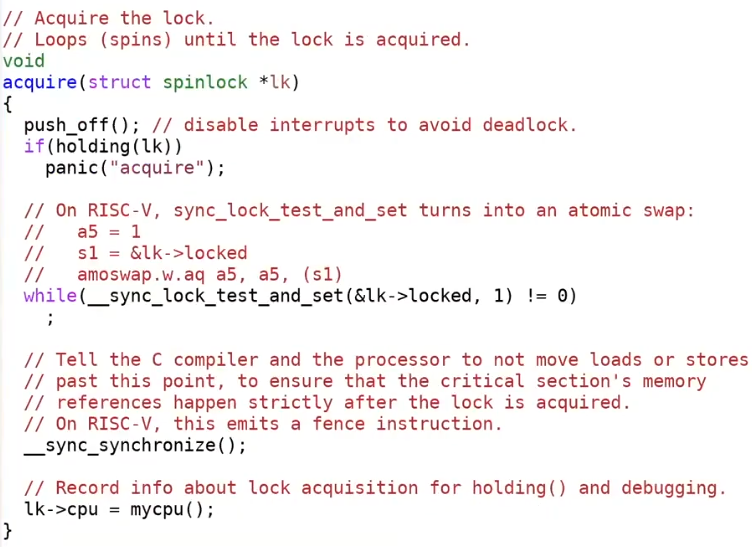 // Acquire the lock.
// Loops (spins) until the lock is acquired.
void
acquire(struct spinlock *lk)
{
  push_off(); // disable interrupts to avoid deadlock.
  if(holding(lk))
    panic("acquire");

  // On RISC-V, sync_lock_test_and_set turns into an atomic swap:
  //   a5 = 1
  //   s1 = &lk->locked
  //   amoswap.w.aq a5, a5, (s1)
  while(__sync_lock_test_and_set(&lk->locked, 1) != 0)
    ;

  // Tell the C compiler and the processor to not move loads or stores
  // past this point, to ensure that the critical section's memory
  // references happen strictly after the lock is acquired.
  // On RISC-V, this emits a fence instruction.
  __sync_synchronize();

  // Record info about lock acquisition for holding() and debugging.
  lk->cpu = mycpu();
}